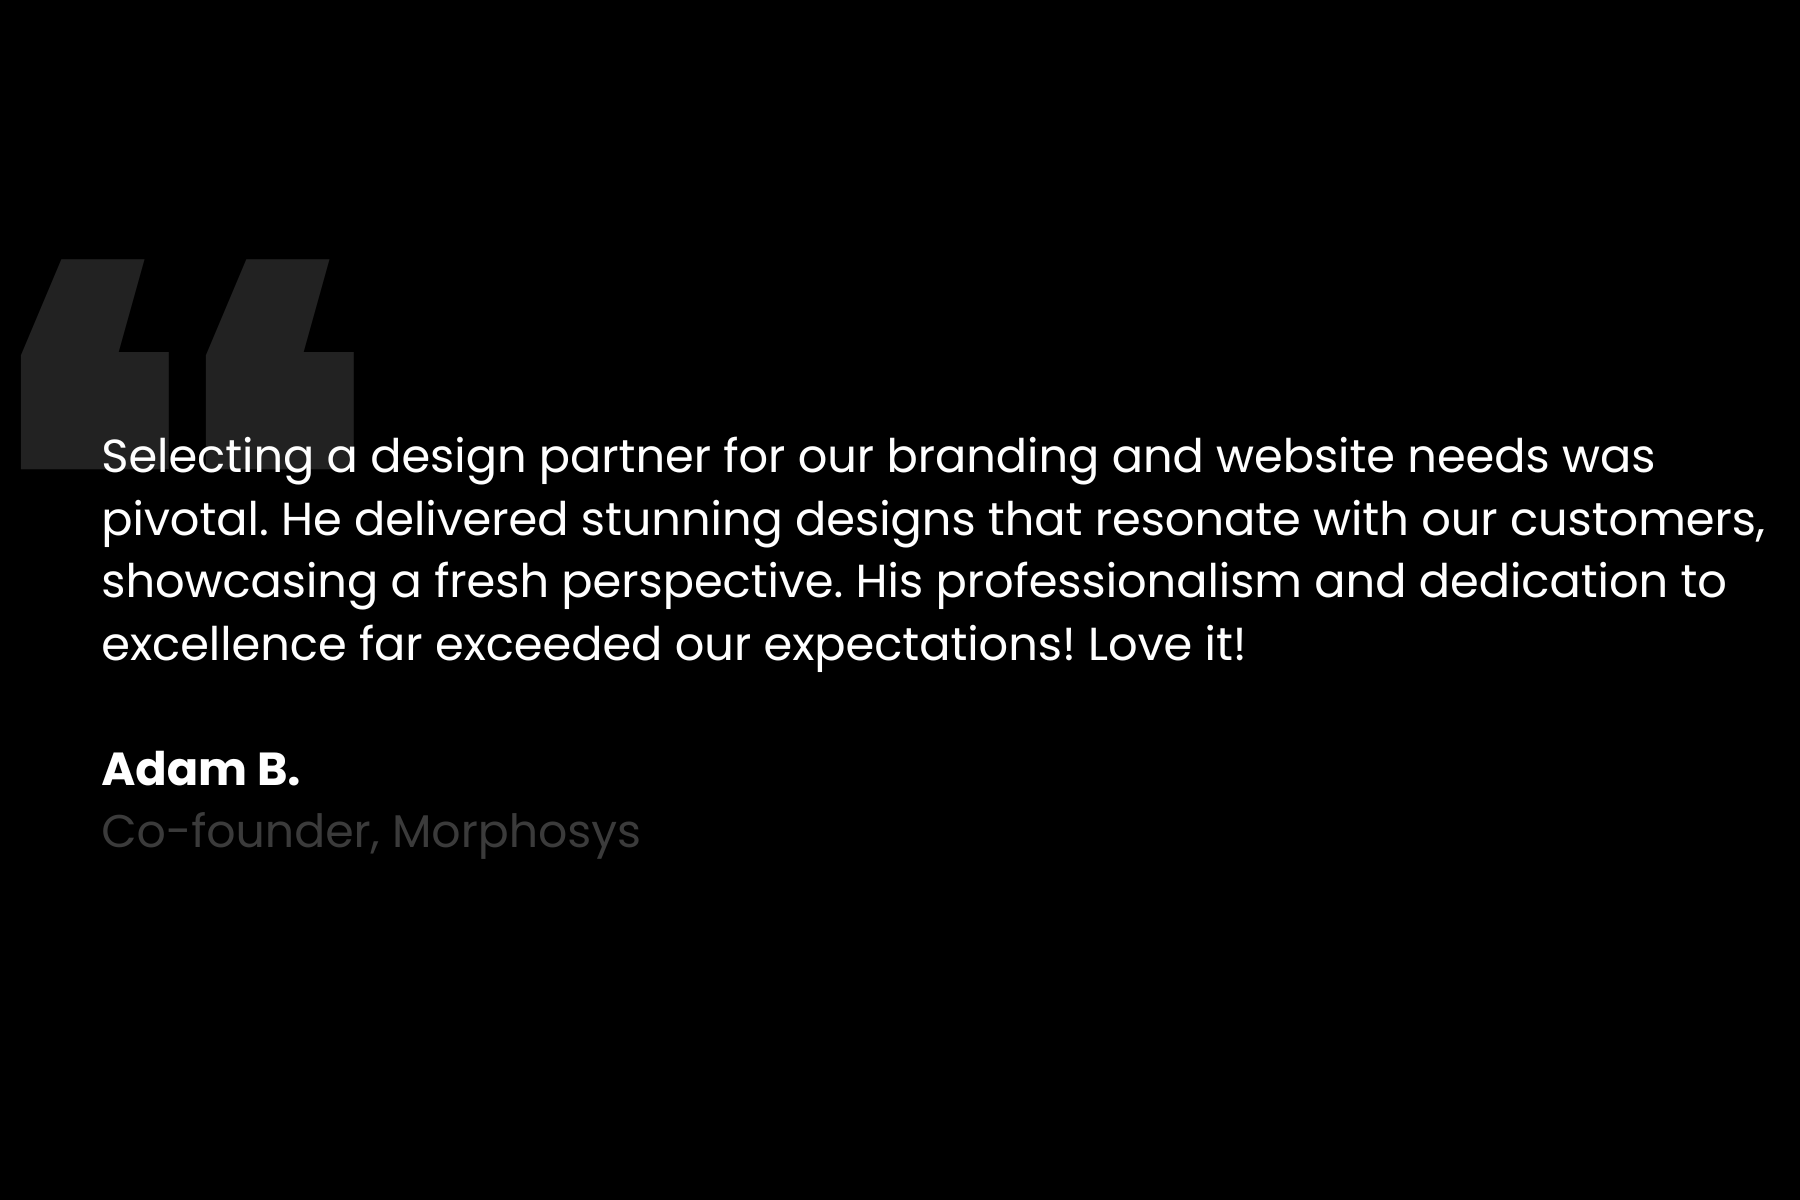 Selecting a design partner for our branding and website needs was
pivotal. He delivered stunning designs that resonate with our customers,
showcasing a fresh perspective. His professionalism and dedication to
excellence far exceeded our expectations! Love it!
Adam B.
Co-founder, Morphosys